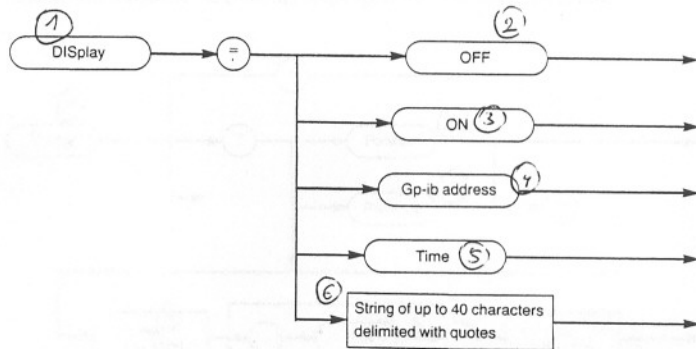 1
DISplay
=
2
OFF
ON 3
Gp-ib address 4
Time 5
6
String of up to 40 characters
delimited with quotes